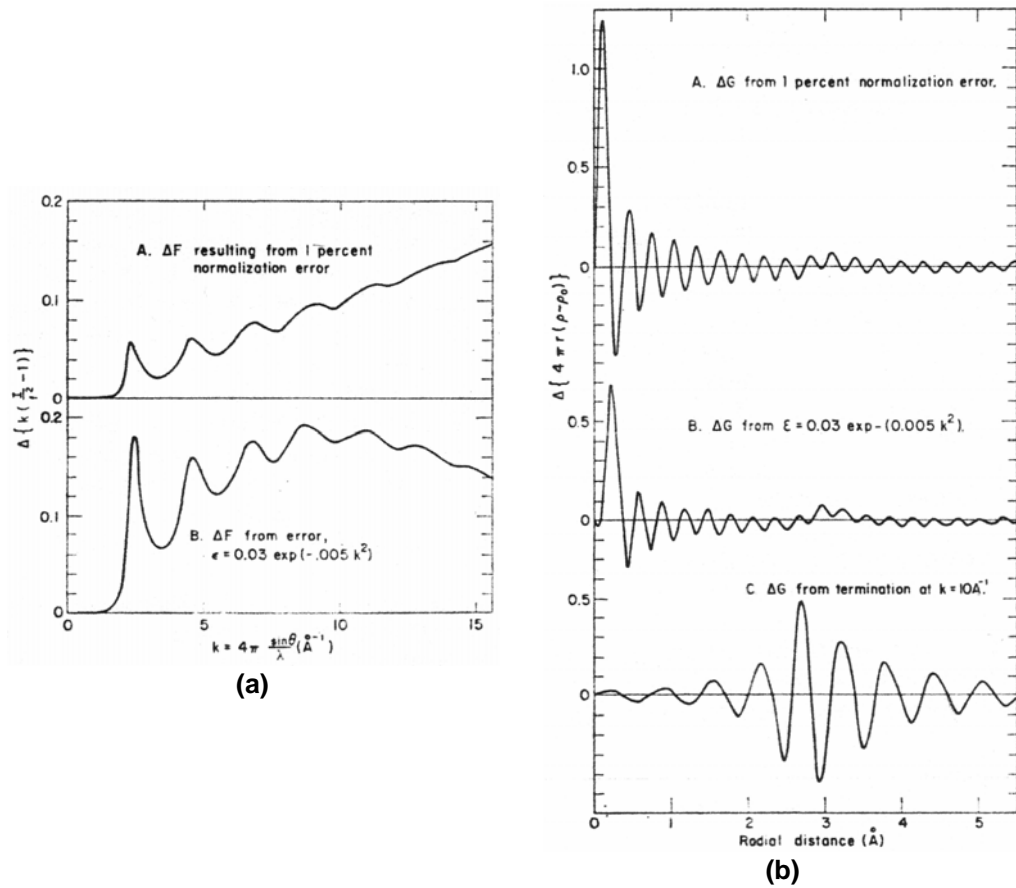 0.2
A. ΔF resulting from 1 percent
normalization error
0.1
0
0.2
0.1
B. ΔF from error,
ϵ = 0.03 exp(-.005 k²)
0
0 5 10 15
k = 4π sinθ/λ (Å⁻¹)
Δ{k(I/f²-1)}
(a)
1.0
A. ΔG from 1 percent normalization error.
0.5
0
0.5
B. ΔG from Ɛ = 0.03 exp-(0.005 k²).
0
C. ΔG from termination at k=10Å⁻¹.
0.5
0
0 1 2 3 4 5
Radial distance (Å)
Δ{4πr(ρ-ρ₀)}
(b)